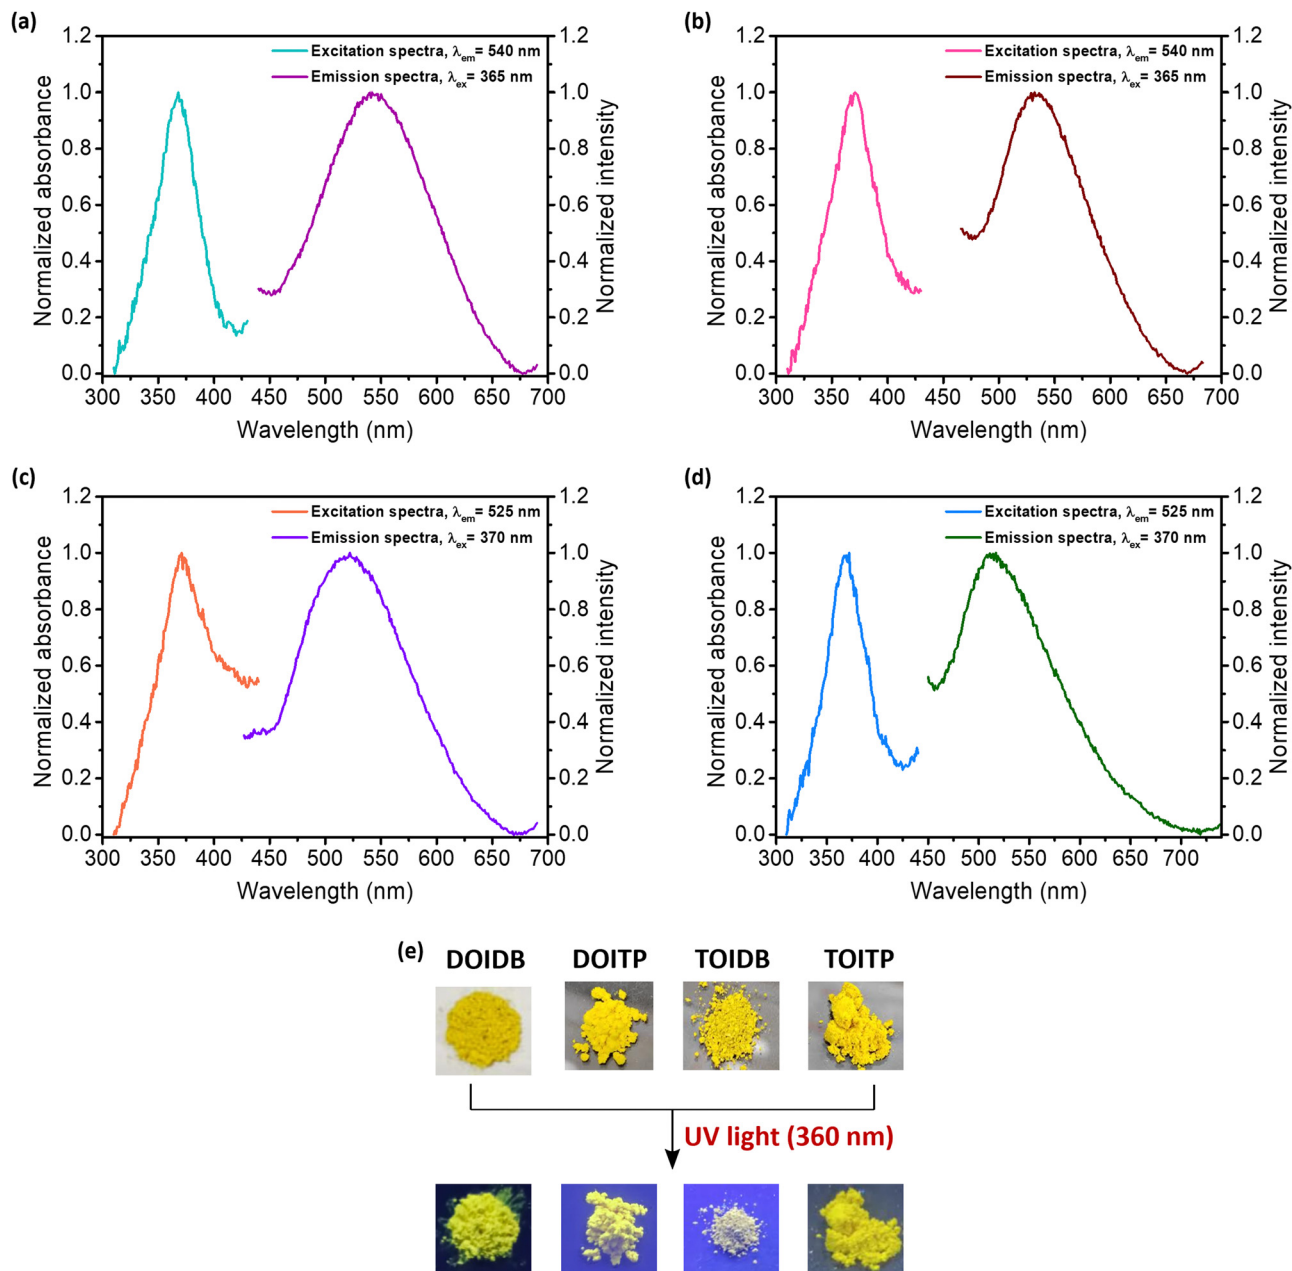 (a)
1.2
1.0
0.8
0.6
0.4
0.2
0.0
Normalized absorbance
Excitation spectra, λem= 540 nm
Emission spectra, λex= 365 nm
1.2
1.0
0.8
0.6
0.4
0.2
0.0
Normalized intensity
300 350 400 450 500 550 600 650 700
Wavelength (nm)
(b)
1.2
1.0
0.8
0.6
0.4
0.2
0.0
Normalized absorbance
Excitation spectra, λem= 540 nm
Emission spectra, λex= 365 nm
1.2
1.0
0.8
0.6
0.4
0.2
0.0
Normalized intensity
300 350 400 450 500 550 600 650 700
Wavelength (nm)
(c)
1.2
1.0
0.8
0.6
0.4
0.2
0.0
Normalized absorbance
Excitation spectra, λem= 525 nm
Emission spectra, λex= 370 nm
1.2
1.0
0.8
0.6
0.4
0.2
0.0
Normalized intensity
300 350 400 450 500 550 600 650 700
Wavelength (nm)
(d)
1.2
1.0
0.8
0.6
0.4
0.2
0.0
Normalized absorbance
Excitation spectra, λem= 525 nm
Emission spectra, λex= 370 nm
1.2
1.0
0.8
0.6
0.4
0.2
0.0
Normalized intensity
300 350 400 450 500 550 600 650 700
Wavelength (nm)
(e)
DOIDB DOITP TOIDB TOITP
UV light (360 nm)